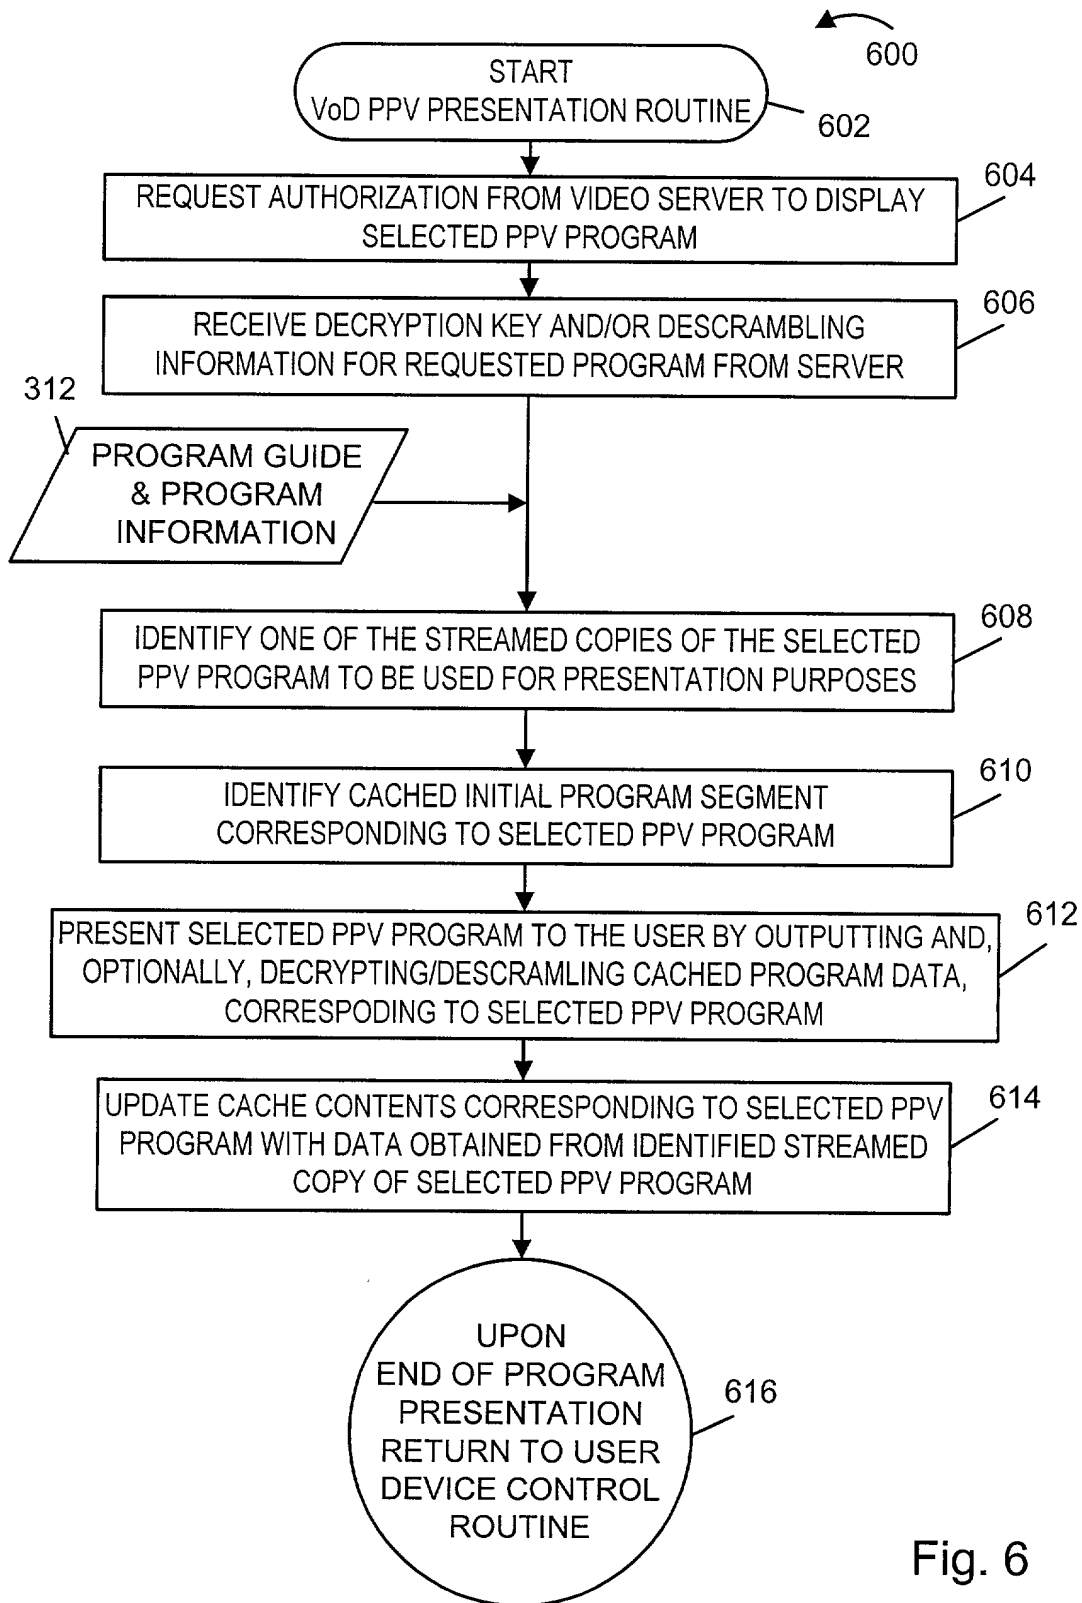 600
START
VoD PPV PRESENTATION ROUTINE
602
604
REQUEST AUTHORIZATION FROM VIDEO SERVER TO DISPLAY
SELECTED PPV PROGRAM
606
RECEIVE DECRYPTION KEY AND/OR DESCRAMBLING
INFORMATION FOR REQUESTED PROGRAM FROM SERVER
312
PROGRAM GUIDE
& PROGRAM
INFORMATION
608
IDENTIFY ONE OF THE STREAMED COPIES OF THE SELECTED
PPV PROGRAM TO BE USED FOR PRESENTATION PURPOSES
610
IDENTIFY CACHED INITIAL PROGRAM SEGMENT
CORRESPONDING TO SELECTED PPV PROGRAM
612
PRESENT SELECTED PPV PROGRAM TO THE USER BY OUTPUTTING AND,
OPTIONALLY, DECRYPTING/DESCRAMLING CACHED PROGRAM DATA,
CORRESPODING TO SELECTED PPV PROGRAM
614
UPDATE CACHE CONTENTS CORRESPONDING TO SELECTED PPV
PROGRAM WITH DATA OBTAINED FROM IDENTIFIED STREAMED
COPY OF SELECTED PPV PROGRAM
UPON
END OF PROGRAM
PRESENTATION
RETURN TO USER
DEVICE CONTROL
ROUTINE
616
Fig. 6